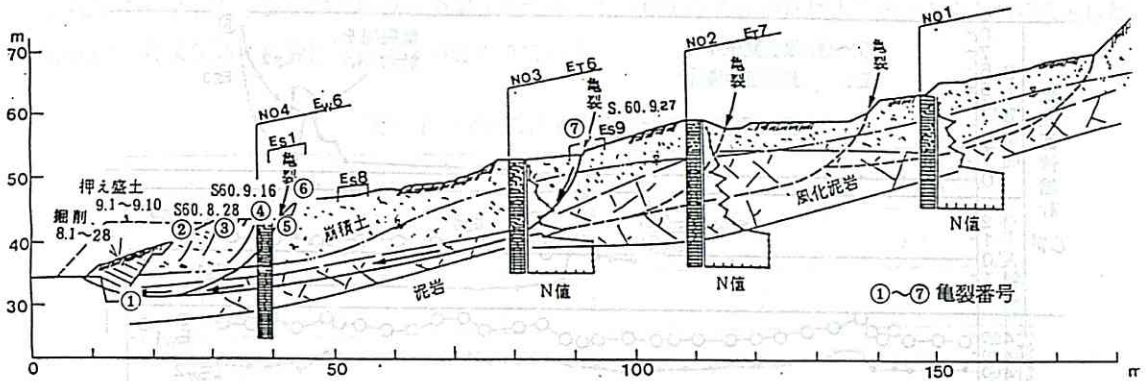 m
70
60
50
40
30
0
50
100
150
m
NO1
NO2
ET7
NO3
ET6
NO4
EW6
ES1
亀裂
亀裂
亀裂
亀裂
S.60.9.27
⑦
ES9
ES8
S60.9.16
④
⑥
⑤
押え盛土
9.1〜9.10
S60.8.28
②
③
掘削
8.1〜28
①
崩積土
泥岩
風化泥岩
N値
N値
N値
①〜⑦ 亀裂番号